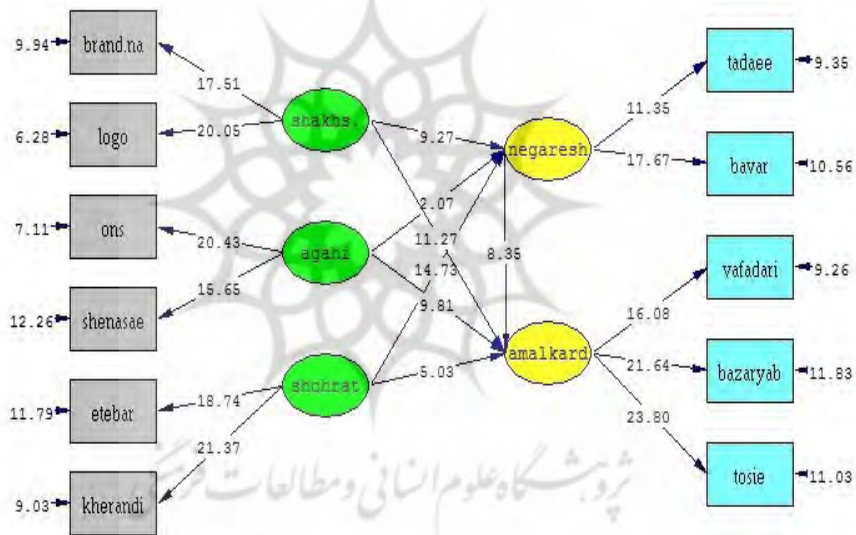 9.94 brand.na
6.28 logo
7.11 ons
12.26 shenasae
11.79 etebar
9.03 kherandi
17.51
20.05
20.43
15.65
18.74
21.37
shakhs.
agahi
shohrat
9.27
2.07
11.27
14.73
9.81
5.03
8.35
negaresh
amalkard
11.35
17.67
16.08
21.64
23.80
tadaee 9.35
bavar 10.56
vafadari 9.26
bazaryab 11.83
tosie 11.03
پژوهشگاه علوم انسانی و مطالعات فرهنگی